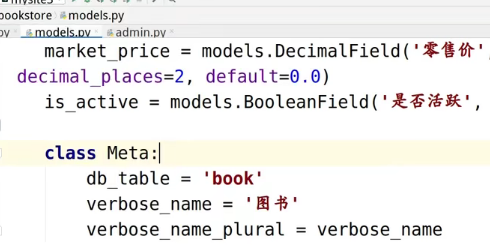 bookstore models.py
py models.py admin.py
market_price = models.DecimalField('零售价',
decimal_places=2, default=0.0)
is_active = models.BooleanField('是否活跃',
class Meta:
db_table = 'book'
verbose_name = '图书'
verbose_name_plural = verbose_name